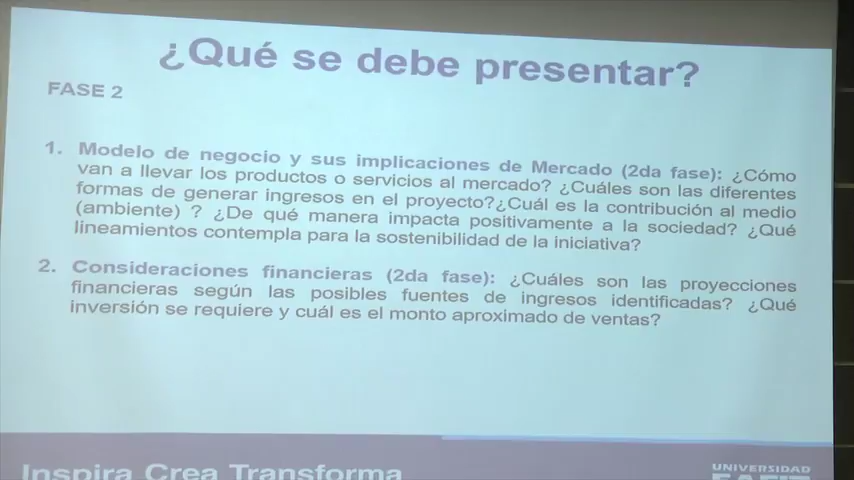 ¿Qué se debe presentar?
FASE 2
1. Modelo de negocio y sus implicaciones de Mercado (2da fase): ¿Cómo
van a llevar los productos o servicios al mercado? ¿Cuáles son las diferentes
formas de generar ingresos en el proyecto?¿Cuál es la contribución al medio
(ambiente) ? ¿De qué manera impacta positivamente a la sociedad? ¿Qué
lineamientos contempla para la sostenibilidad de la iniciativa?
2. Consideraciones financieras (2da fase): ¿Cuáles son las proyecciones
financieras según las posibles fuentes de ingresos identificadas? ¿Qué
inversión se requiere y cuál es el monto aproximado de ventas?
Inspira Crea Transforma
UNIVERSIDAD
EAFIT